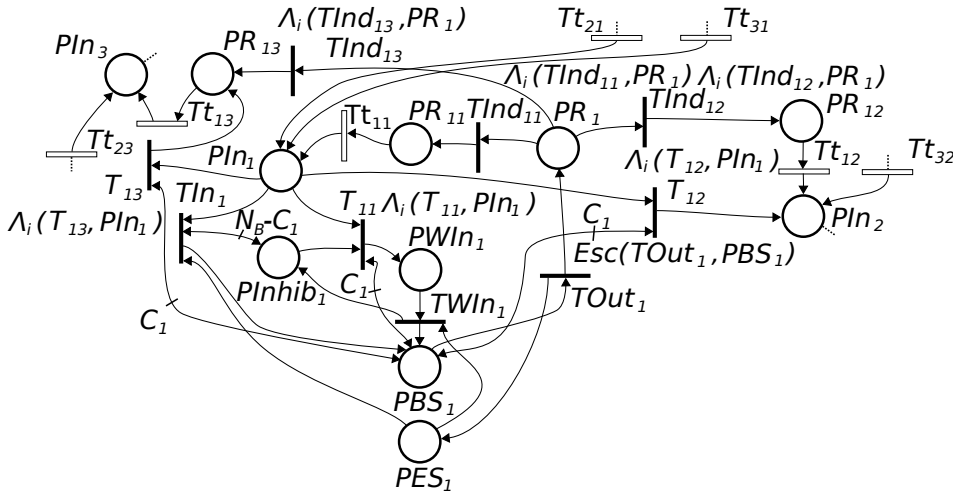 Λi(TInd13,PR1)
Tt21
Tt31
PIn3
PR13
TInd13
Λi(TInd11,PR1)
Λi(TInd12,PR1)
TInd12
PR12
Tt13
Tt11
PR11
TInd11
PR1
Tt23
PIn1
Λi(T12,PIn1)
Tt12
Tt32
T13
TIn1
T11
Λi(T11,PIn1)
T12
Λi(T13,PIn1)
NB-C1
PWIn1
C1
PIn2
Esc(TOut1,PBS1)
PInhib1
C1
TWIn1
TOut1
C1
PBS1
PES1